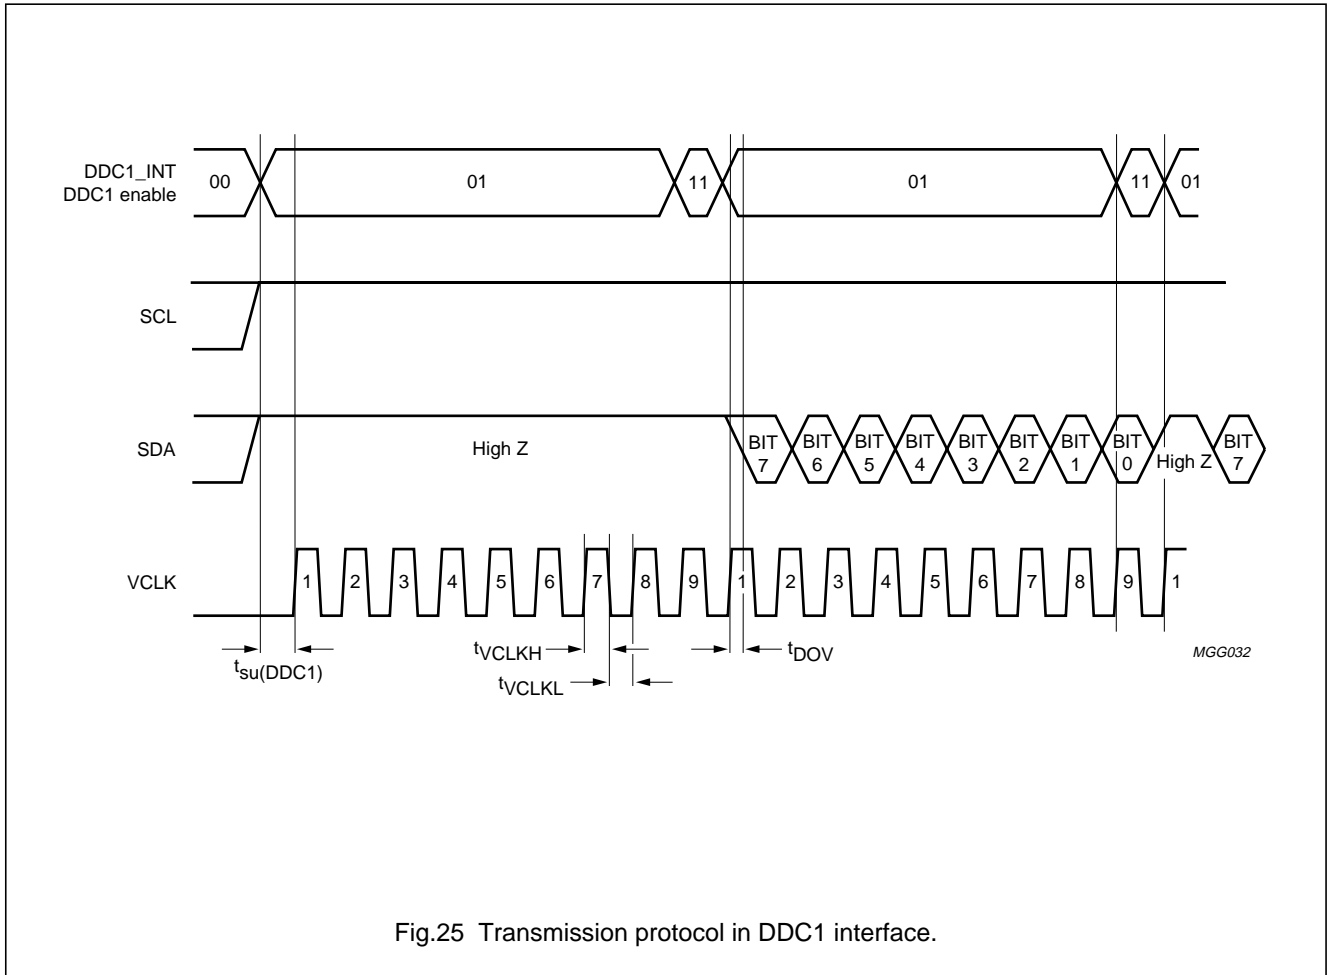 DDC1_INT
DDC1 enable
00
01
11
01
11
01
SCL
SDA
High Z
BIT 7
BIT 6
BIT 5
BIT 4
BIT 3
BIT 2
BIT 1
BIT 0
High Z
BIT 7
VCLK
1 2 3 4 5 6 7 8 9 1 2 3 4 5 6 7 8 9 1
tsu(DDC1)
tVCLKH
tDOV
tVCLKL
MGG032
Fig.25 Transmission protocol in DDC1 interface.